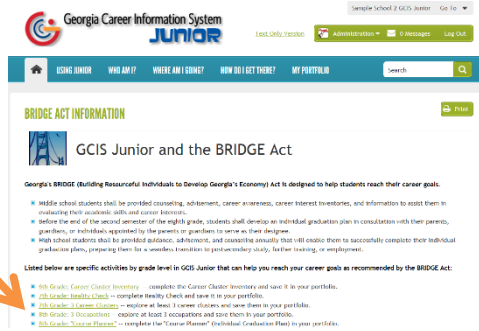 Sample School 2 GCIS Junior Go To
Georgia Career Information System
JUNIOR
Text Only Version Administration 0 Messages Log Out
USING JUNIOR WHO AM I? WHERE AM I GOING? HOW DO I GET THERE? MY PORTFOLIO Search
BRIDGE ACT INFORMATION Print
GCIS Junior and the BRIDGE Act
Georgia's BRIDGE (Building Resourceful Individuals to Develop Georgia's Economy) Act is designed to help students reach their career goals.
Middle school students shall be provided counseling, advisement, career awareness, career interest inventories, and information to assist them in
evaluating their academic skills and career interests.
Before the end of the second semester of the eighth grade, students shall develop an individual graduation plan in consultation with their parents,
guardians, or individuals appointed by the parents or guardians to serve as their designee.
High school students shall be provided guidance, advisement, and counseling annually that will enable them to successfully complete their individual
graduation plans, preparing them for a seamless transition to postsecondary study, further training, or employment.
Listed below are specific activities by grade level in GCIS Junior that can help you reach your career goals as recommended by the BRIDGE Act:
6th Grade: Career Cluster Inventory -- complete the Career Cluster Inventory and save it in your portfolio.
7th Grade: Reality Check -- complete Reality Check and save it in your portfolio.
7th Grade: 3 Career Clusters -- explore at least 3 career clusters and save them in your portfolio.
8th Grade: 3 Occupations -- explore at least 3 occupations and save them in your portfolio.
8th Grade: "Course Planner" -- complete the "Course Planner" (Individual Graduation Plan) in your portfolio.